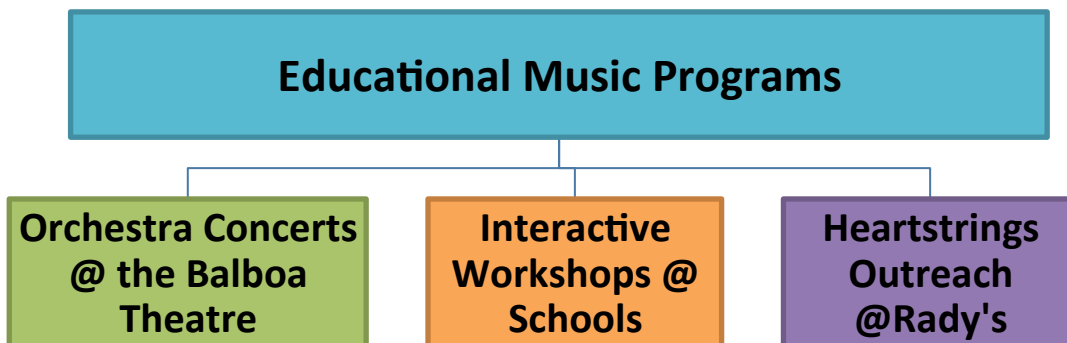 Educational Music Programs
Orchestra Concerts
@ the Balboa
Theatre
Interactive
Workshops @
Schools
Heartstrings
Outreach
@Rady's